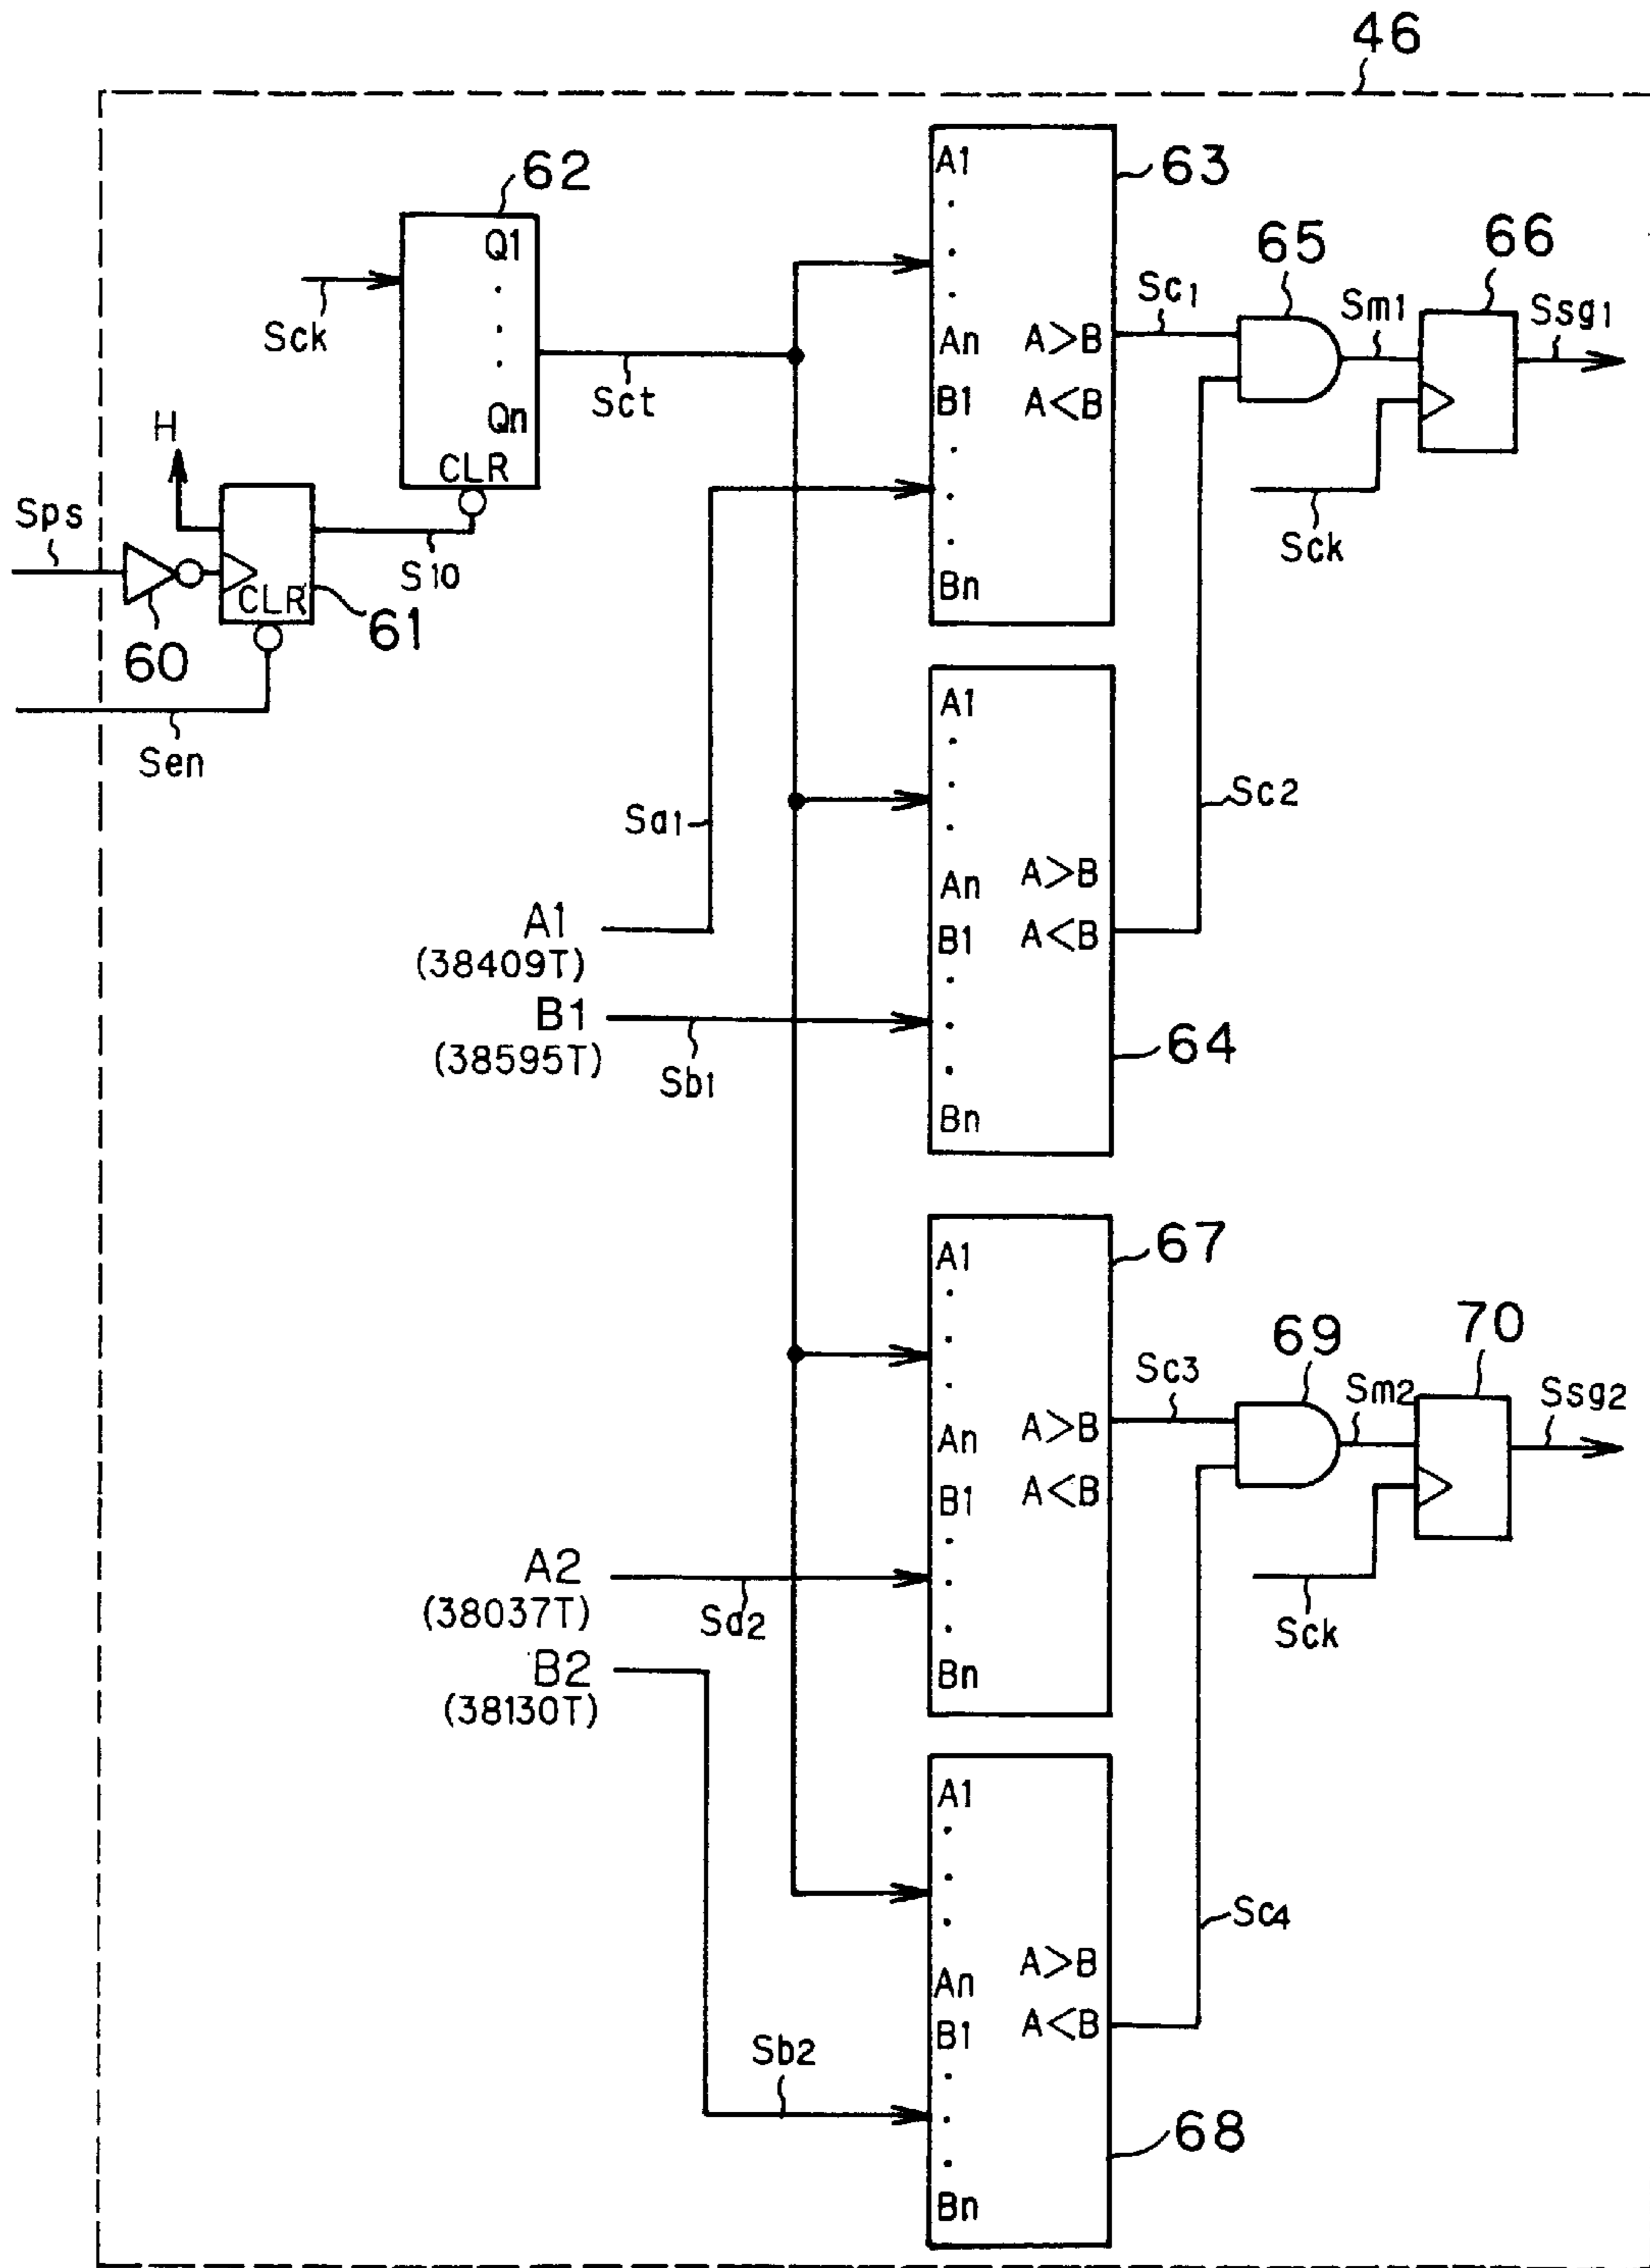 46
62
Q1
Qn
CLR
Sck
Sct
H
Sps
60
CLR
61
S10
Sen
63
A1
An
B1
Bn
A>B
A<B
Sc1
65
Sm1
66
Ssg1
Sck
64
A1
An
B1
Bn
A>B
A<B
Sc2
Sa1
A1
(38409T)
B1
(38595T)
Sb1
67
A1
An
B1
Bn
A>B
A<B
Sc3
69
Sm2
70
Ssg2
Sck
A2
(38037T)
Sa2
B2
(38130T)
68
A1
An
B1
Bn
A>B
A<B
Sc4
Sb2